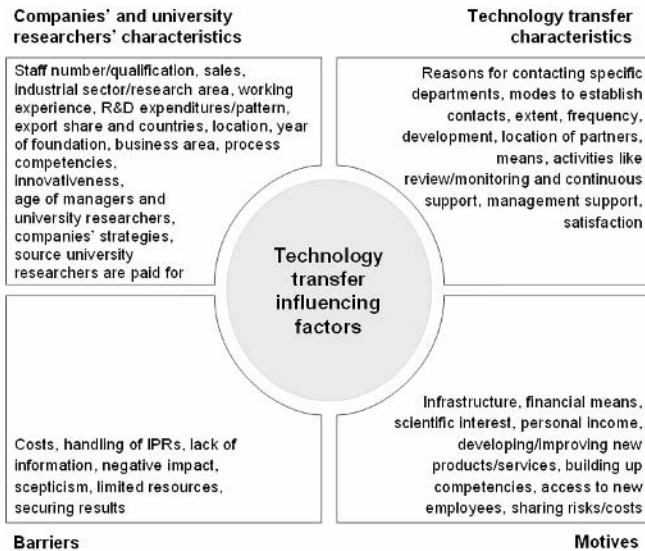 Companies' and university
researchers' characteristics
Staff number/qualification, sales,
industrial sector/research area, working
experience, R&D expenditures/pattern,
export share and countries, location, year
of foundation, business area, process
competencies,
innovativeness,
age of managers and
university researchers,
companies' strategies,
source university
researchers are paid for
Technology transfer
characteristics
Reasons for contacting specific
departments, modes to establish
contacts, extent, frequency,
development, location of partners,
means, activities like
review/monitoring and continuous
support, management support,
satisfaction
Technology
transfer
influencing
factors
Costs, handling of IPRs, lack of
information, negative impact,
scepticism, limited resources,
securing results
Barriers
Infrastructure, financial means,
scientific interest, personal income,
developing/improving new
products/services, building up
competencies, access to new
employees, sharing risks/costs
Motives